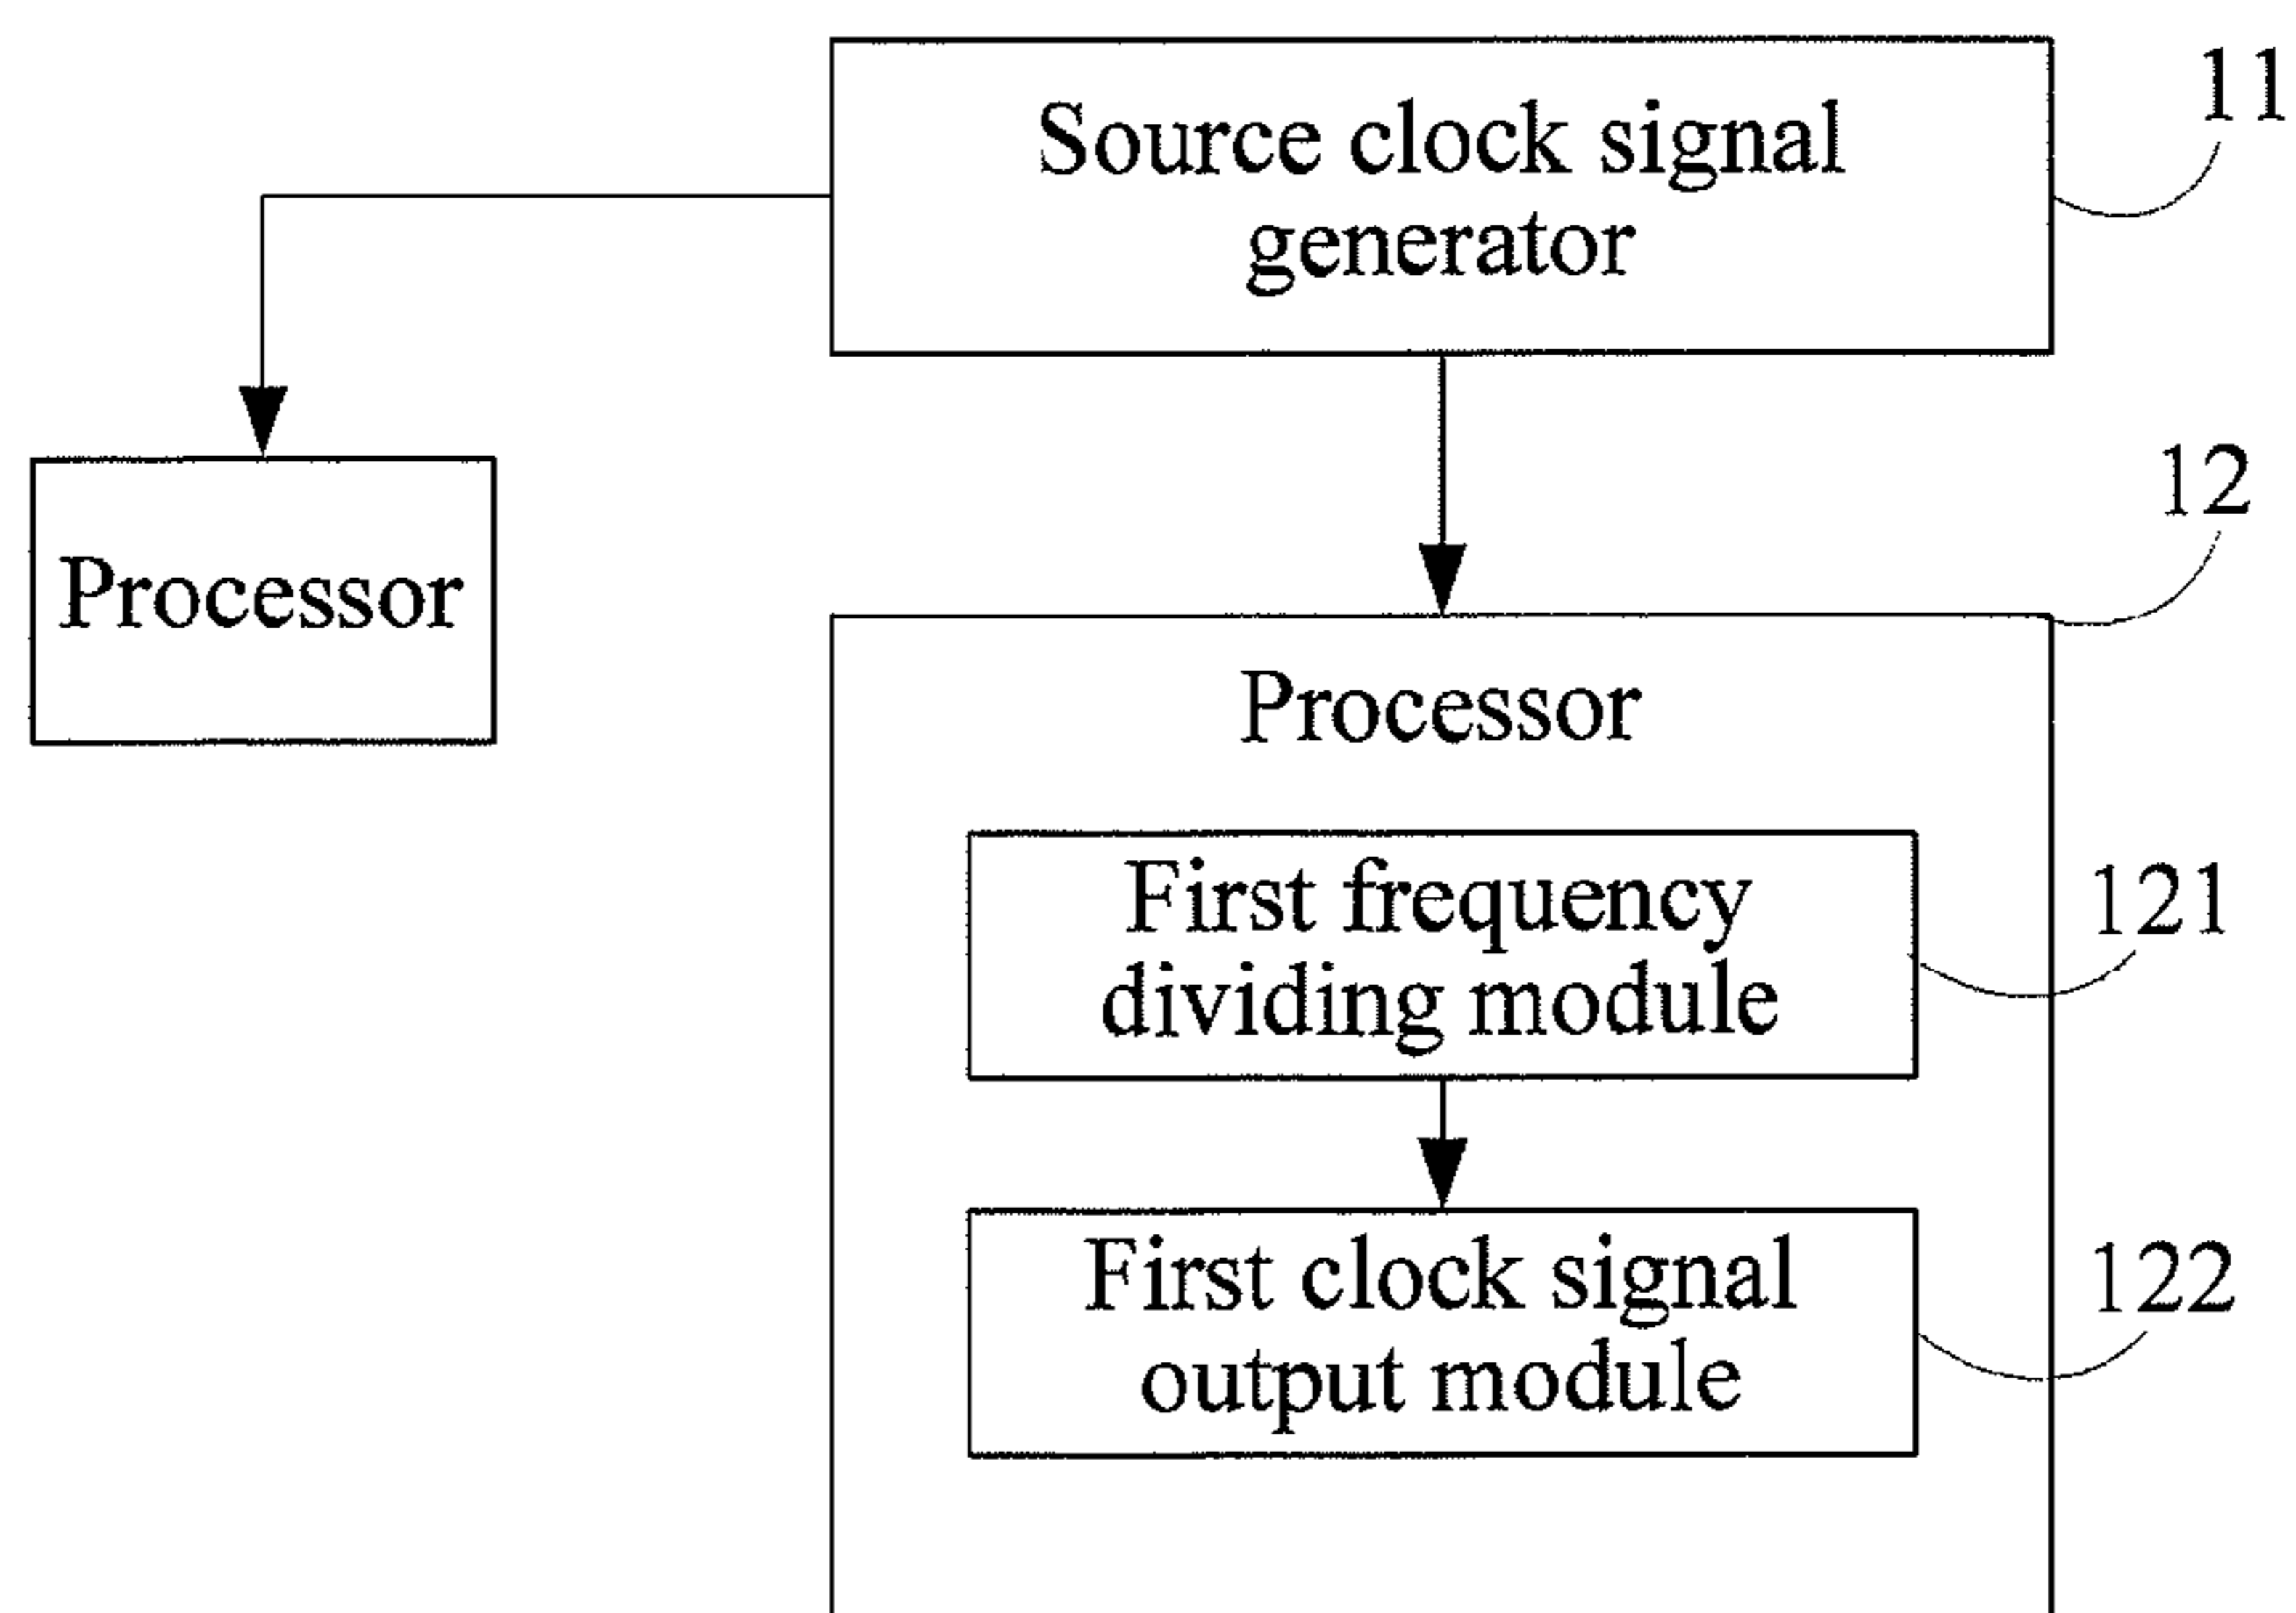 Source clock signal
generator
11
12
Processor
Processor
First frequency
dividing module
121
First clock signal
output module
122